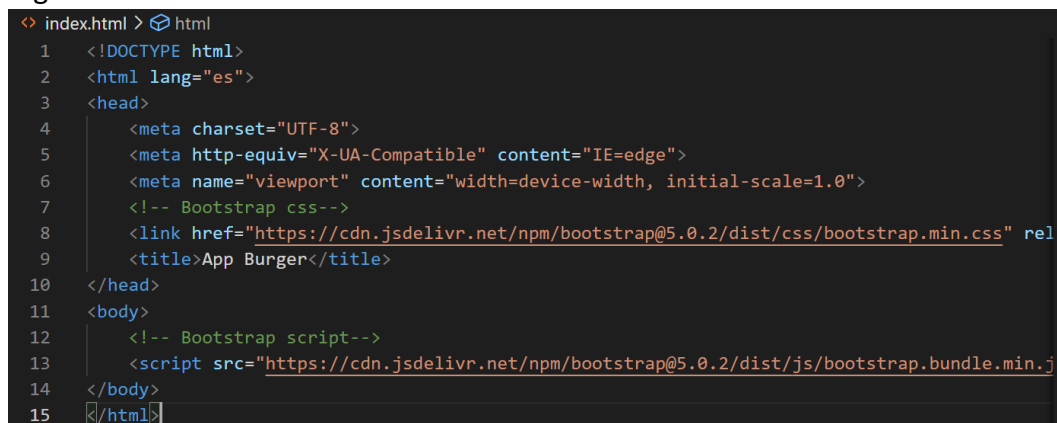 index.html > html
1 <!DOCTYPE html>
2 <html lang="es">
3 <head>
4 <meta charset="UTF-8">
5 <meta http-equiv="X-UA-Compatible" content="IE=edge">
6 <meta name="viewport" content="width=device-width, initial-scale=1.0">
7 <!-- Bootstrap css-->
8 <link href="https://cdn.jsdelivr.net/npm/bootstrap@5.0.2/dist/css/bootstrap.min.css" rel
9 <title>App Burger</title>
10 </head>
11 <body>
12 <!-- Bootstrap script-->
13 <script src="https://cdn.jsdelivr.net/npm/bootstrap@5.0.2/dist/js/bootstrap.bundle.min.j
14 </body>
15 </html>